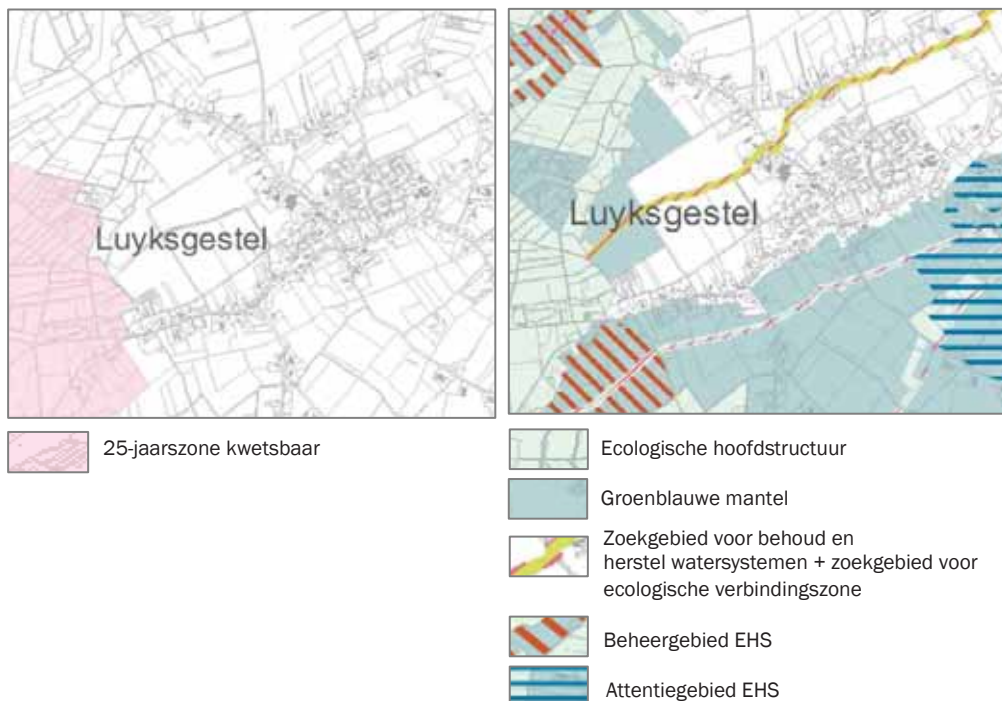 Luyksgestel
Luyksgestel
25-jaarszone kwetsbaar
Ecologische hoofdstructuur
Groenblauwe mantel
Zoekgebied voor behoud en
herstel watersystemen + zoekgebied voor
ecologische verbindingszone
Beheergebied EHS
Attentiegebied EHS